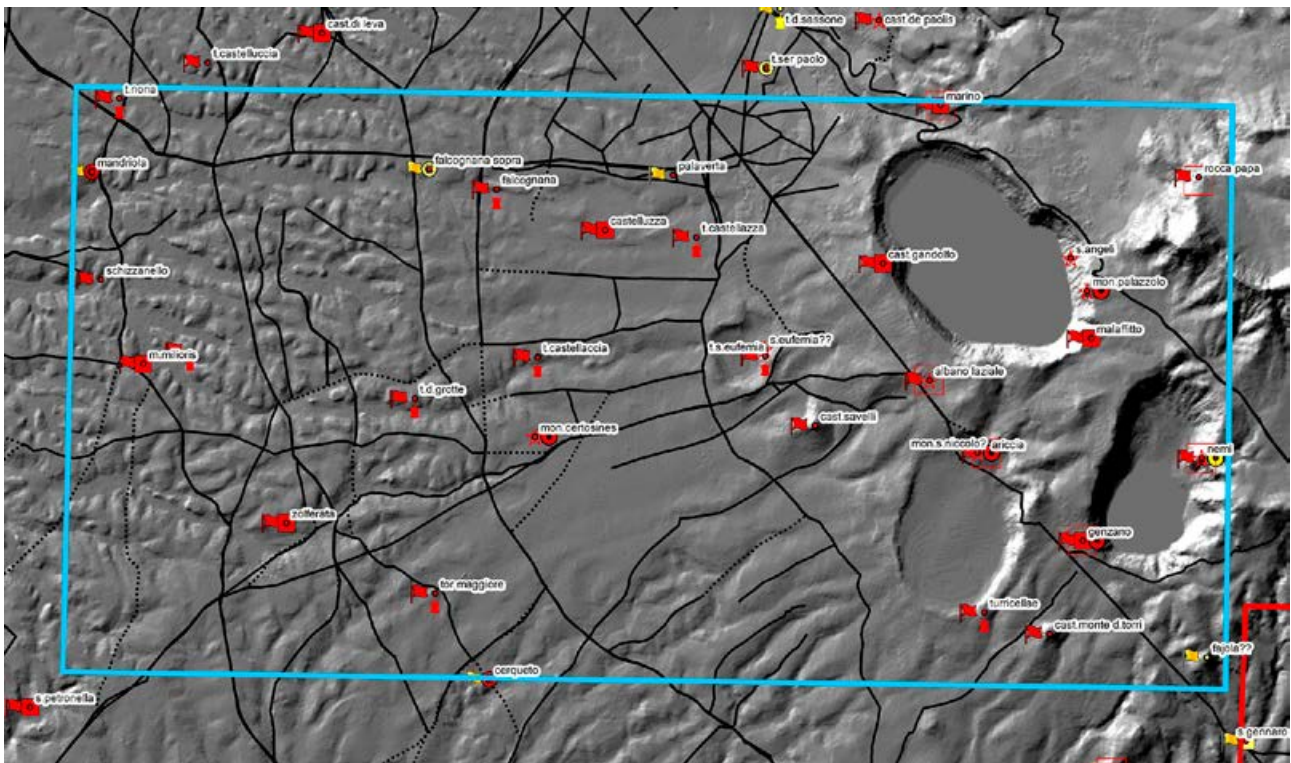 cast.di leva
t.d.sassone
cast.de paolis
t.castelluccia
t.ser paolo
t.nona
marino
mandriola
falcognana sopra
palaverta
rocca papa
falcognana
castelluzza
t.castellazza
s.angeli
cast.gandolfo
schizzanello
mon.palazzolo
malaffitto
s.eufemia??
t.s.eufemia
m.milioris
t.castellaccia
albano laziale
t.d.grotte
cast.savelli
mon.certosines
mon.s.niccolo? ariccia
nemi
zolferata
genzano
tor maggiore
turricellae
cast.monte d.torri
fajola??
cerqueto
s.petronella
s.gennaro